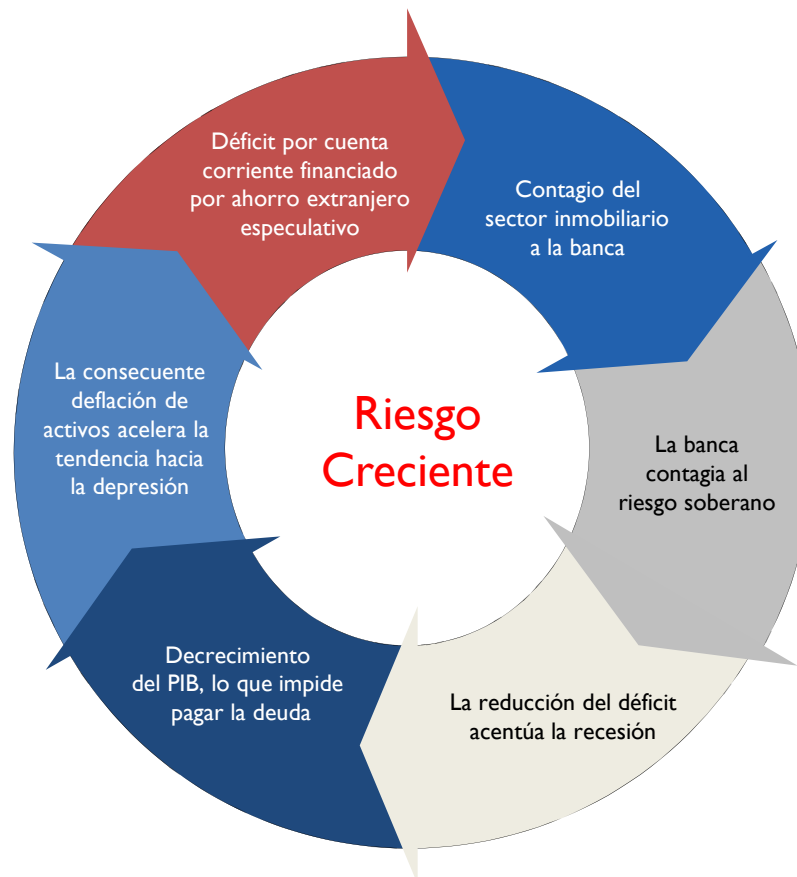 Déficit por cuenta
corriente financiado
por ahorro extranjero
especulativo
Contagio del
sector inmobiliario
a la banca
La banca
contagia al
riesgo soberano
La reducción del déficit
acentúa la recesión
Decrecimiento
del PIB, lo que impide
pagar la deuda
La consecuente
deflación de
activos acelera la
tendencia hacia
la depresión
Riesgo
Creciente